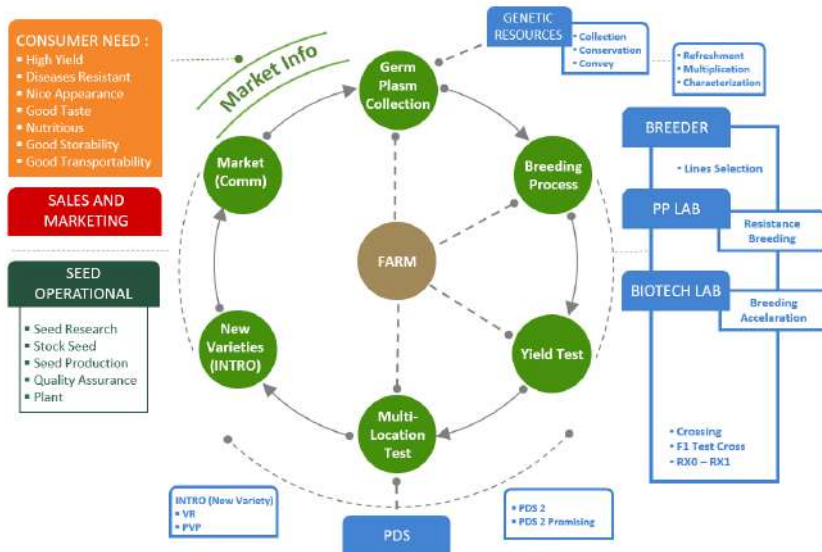 CONSUMER NEED :
▪ High Yield
▪ Diseases Resistant
▪ Nice Appearance
▪ Good Taste
▪ Nutritious
▪ Good Storability
▪ Good Transportability
SALES AND
MARKETING
SEED
OPERATIONAL
▪ Seed Research
▪ Stock Seed
▪ Seed Production
▪ Quality Assurance
▪ Plant
Market Info
Germ
Plasm
Collection
Breeding
Process
Yield Test
Multi-
Location
Test
New
Varieties
(INTRO)
Market
(Comm)
FARM
GENETIC
RESOURCES
▪ Collection
▪ Conservation
▪ Convey
▪ Refreshment
▪ Multiplication
▪ Characterization
BREEDER
▪ Lines Selection
PP LAB
Resistance
Breeding
BIOTECH LAB
Breeding
Accelaration
▪ Crossing
▪ F1 Test Cross
▪ RX0 – RX1
INTRO (New Variety)
▪ VR
▪ PVP
PDS
▪ PDS 2
▪ PDS 2 Promising